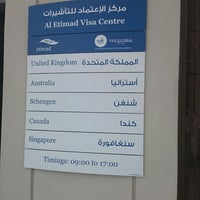 مركز الإعتماد للتأشيرات
Al Etimad Visa Centre
etimad
VFS.GLOBAL
United Kingdom المملكة المتحدة
Australia أستراليا
Schengen شنغن
Canada كندا
Singapore سنغافورة
Timings: 09:00 to 17:00